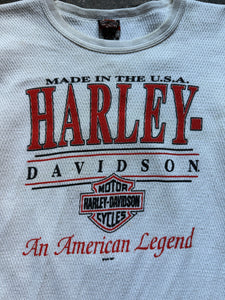 MADE IN THE U.S.A.
HARLEY-
DAVIDSON
MOTOR
HARLEY-DAVIDSON
CYCLES
An American Legend